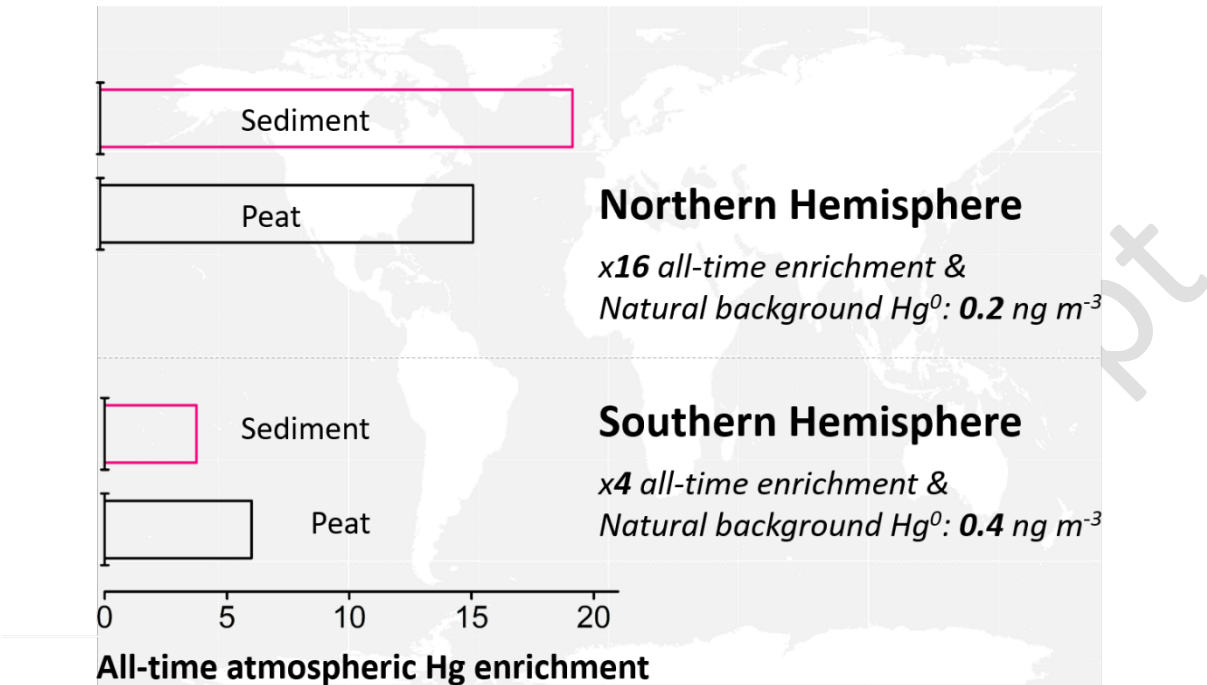 Sediment
Peat
Northern Hemisphere
x16 all-time enrichment &
Natural background Hg⁰: 0.2 ng m⁻³
Sediment
Peat
Southern Hemisphere
x4 all-time enrichment &
Natural background Hg⁰: 0.4 ng m⁻³
0 5 10 15 20
All-time atmospheric Hg enrichment
pt